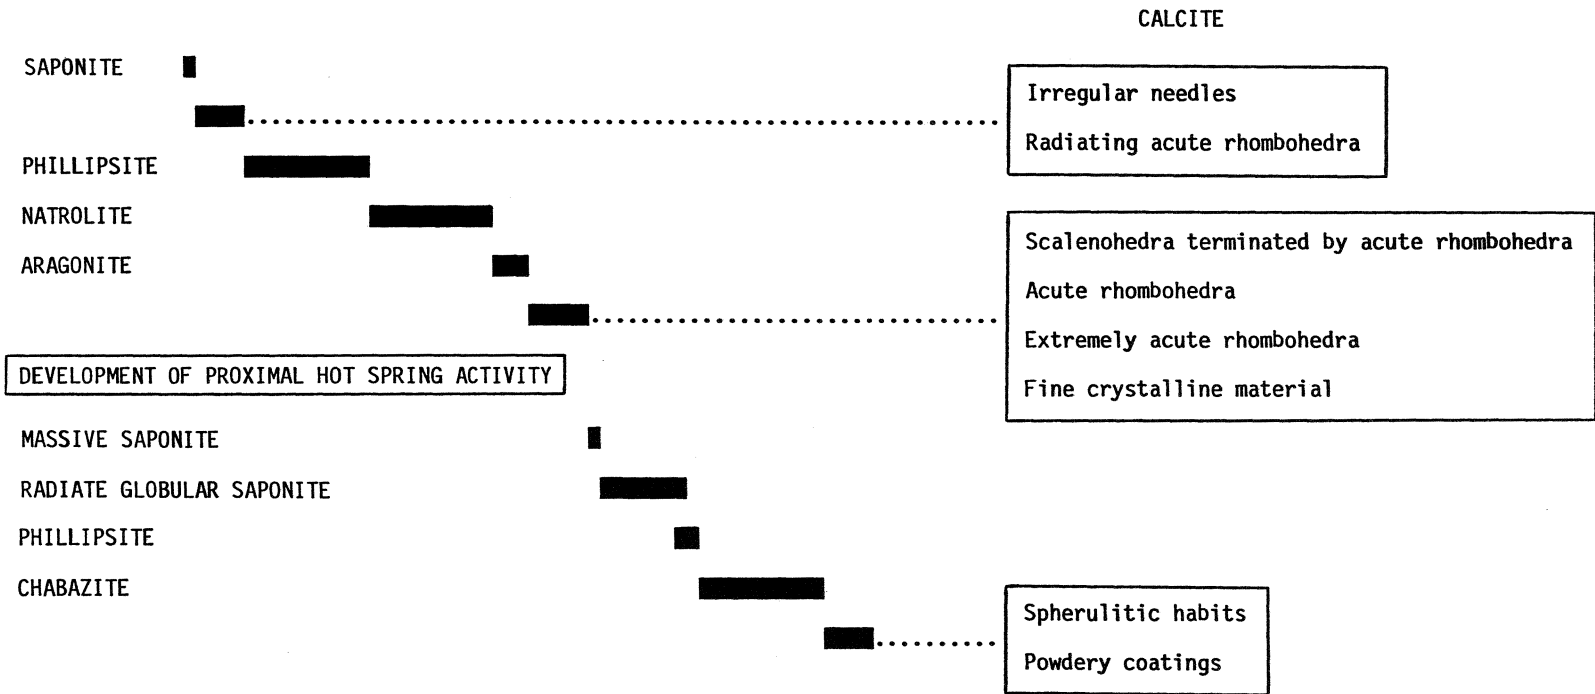 CALCITE
SAPONITE
Irregular needles
Radiating acute rhombohedra
PHILLIPSITE
NATROLITE
ARAGONITE
Scalenohedra terminated by acute rhombohedra
Acute rhombohedra
Extremely acute rhombohedra
Fine crystalline material
DEVELOPMENT OF PROXIMAL HOT SPRING ACTIVITY
MASSIVE SAPONITE
RADIATE GLOBULAR SAPONITE
PHILLIPSITE
CHABAZITE
Spherulitic habits
Powdery coatings